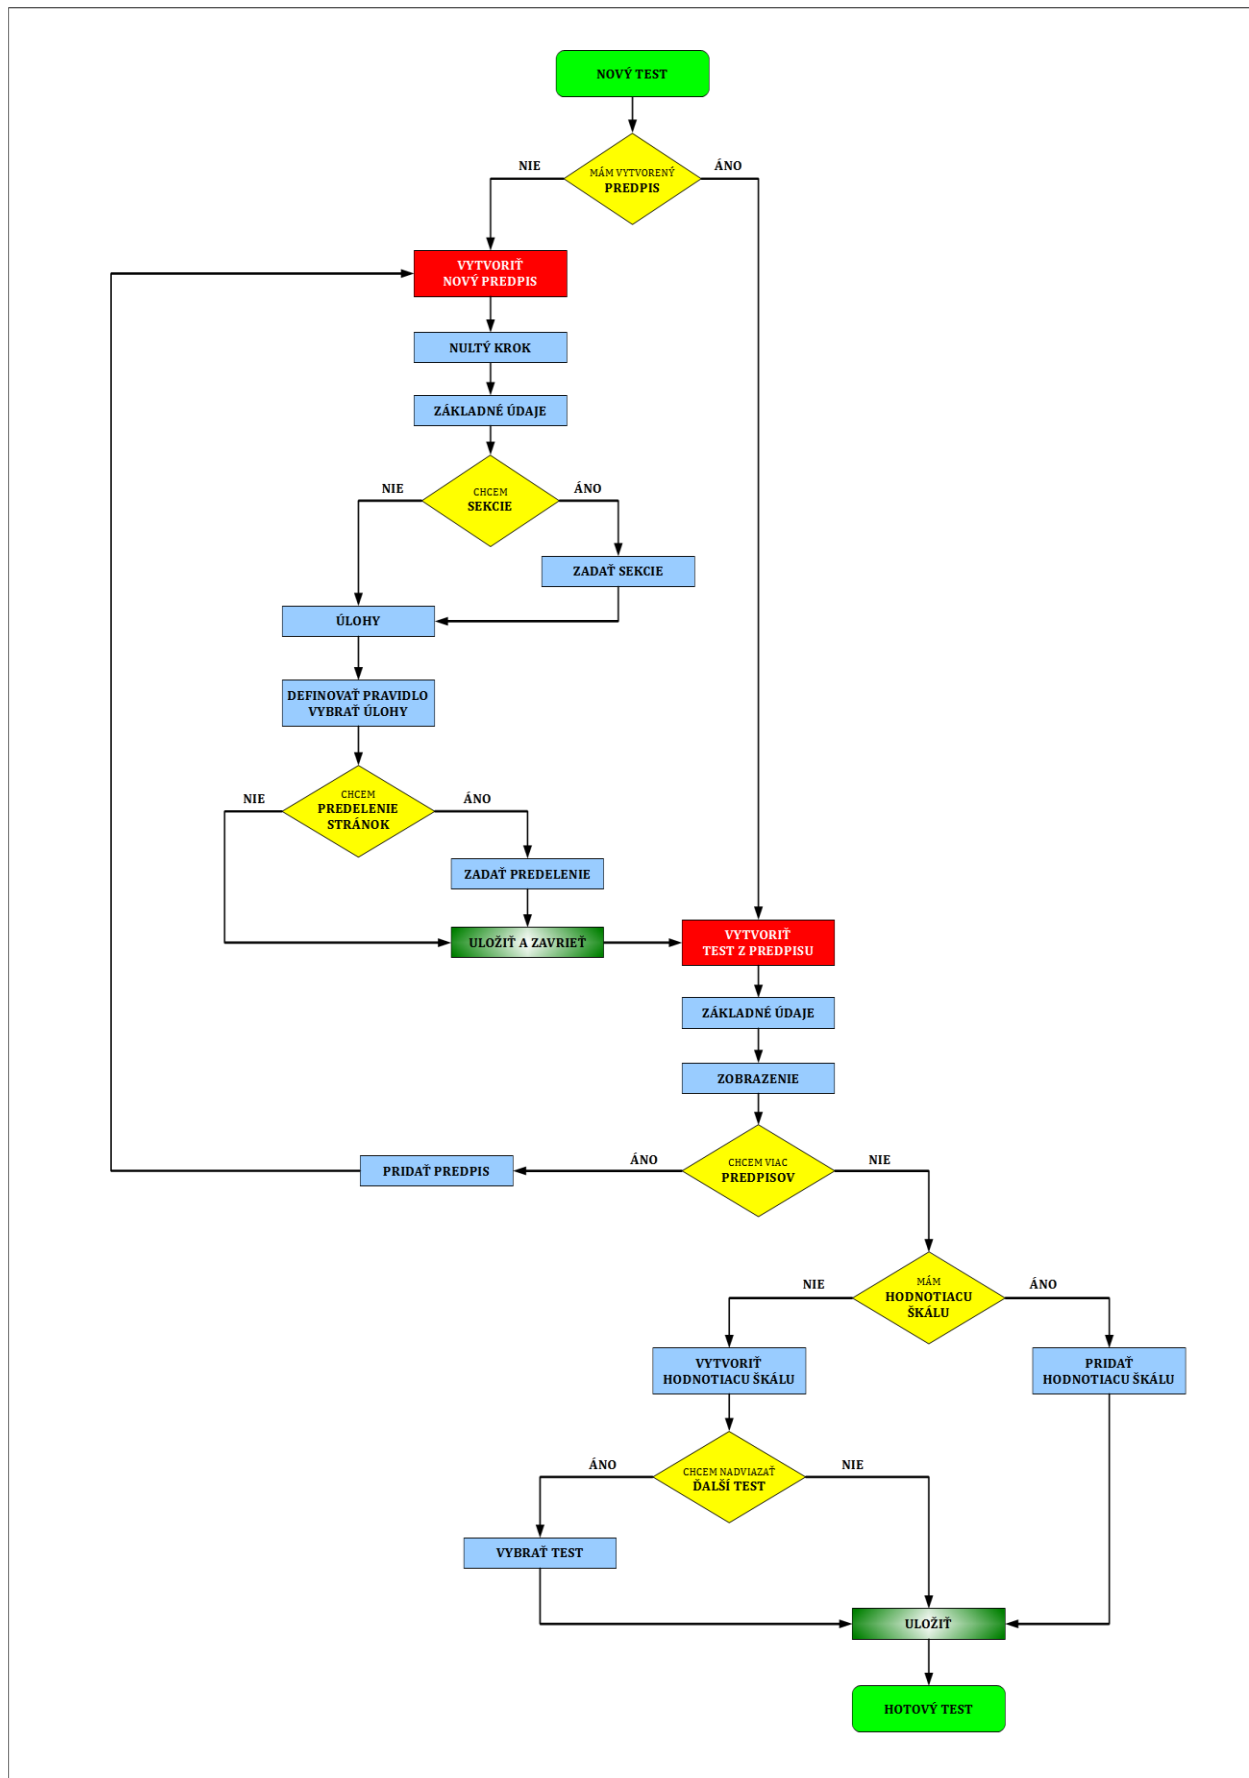 NOVÝ TEST
NIE
ÁNO
MÁM VYTVORENÝ
PREDPIS
VYTVORIŤ
NOVÝ PREDPIS
NULTÝ KROK
ZÁKLADNÉ ÚDAJE
NIE
ÁNO
CHCEM
SEKCIE
ZADAŤ SEKCIE
ÚLOHY
DEFINOVAŤ PRAVIDLO
VYBRAŤ ÚLOHY
NIE
ÁNO
CHCEM
PREDELENIE
STRÁNOK
ZADAŤ PREDELENIE
ULOŽIŤ A ZAVRIEŤ
VYTVORIŤ
TEST Z PREDPISU
ZÁKLADNÉ ÚDAJE
ZOBRAZENIE
ÁNO
NIE
CHCEM VIAC
PREDPISOV
PRIDAŤ PREDPIS
NIE
ÁNO
MÁM
HODNOTIACU
ŠKÁLU
VYTVORIŤ
HODNOTIACU ŠKÁLU
PRIDAŤ
HODNOTIACU ŠKÁLU
ÁNO
NIE
CHCEM NADVIAZAŤ
ĎALŠÍ TEST
VYBRAŤ TEST
ULOŽIŤ
HOTOVÝ TEST